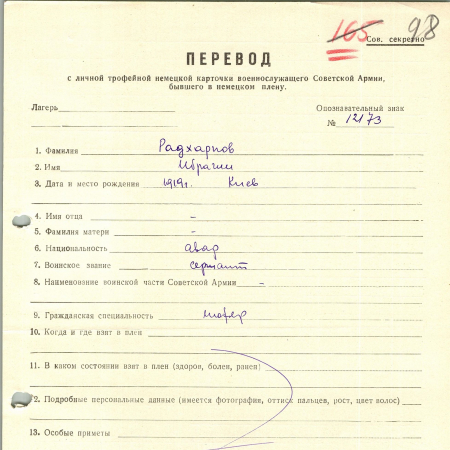 165 98
Сов. секретно
ПЕРЕВОД
с личной трофейной немецкой карточки военнослужащего Советской Армии,
бывшего в немецком плену.
Лагерь
Опознавательный знак
№ 12173
1. Фамилия Раджарпов
2. Имя Ибрагим
3. Дата и место рождения 1919г. Киев
4. Имя отца –
5. Фамилия матери –
6. Национальность авар
7. Воинское звание сержант
8. Наименование воинской части Советской Армии –
9. Гражданская специальность шофер
10. Когда и где взят в плен
11. В каком состоянии взят в плен (здоров, болен, ранен)
2. Подробные персональные данные (имеется фотография, оттиск пальцев, рост, цвет волос)
13. Особые приметы